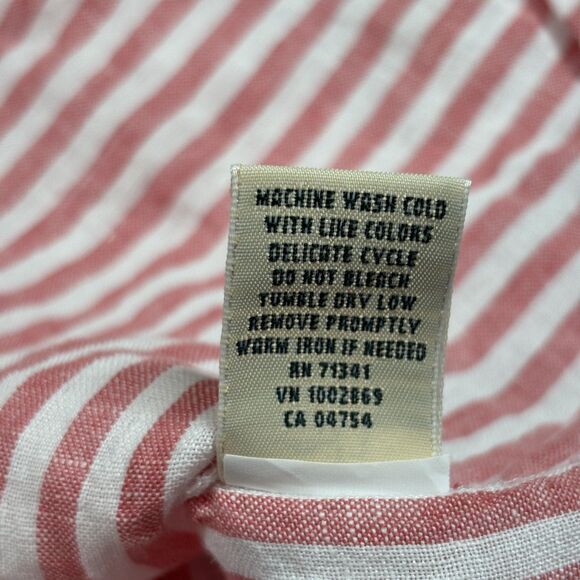 MACHINE WASH COLD
WITH LIKE COLORS
DELICATE CYCLE
DO NOT BLEACH
TUMBLE DRY LOW
REMOVE PROMPTLY
WARM IRON IF NEEDED
RN 71341
VN 1002869
CA 04754